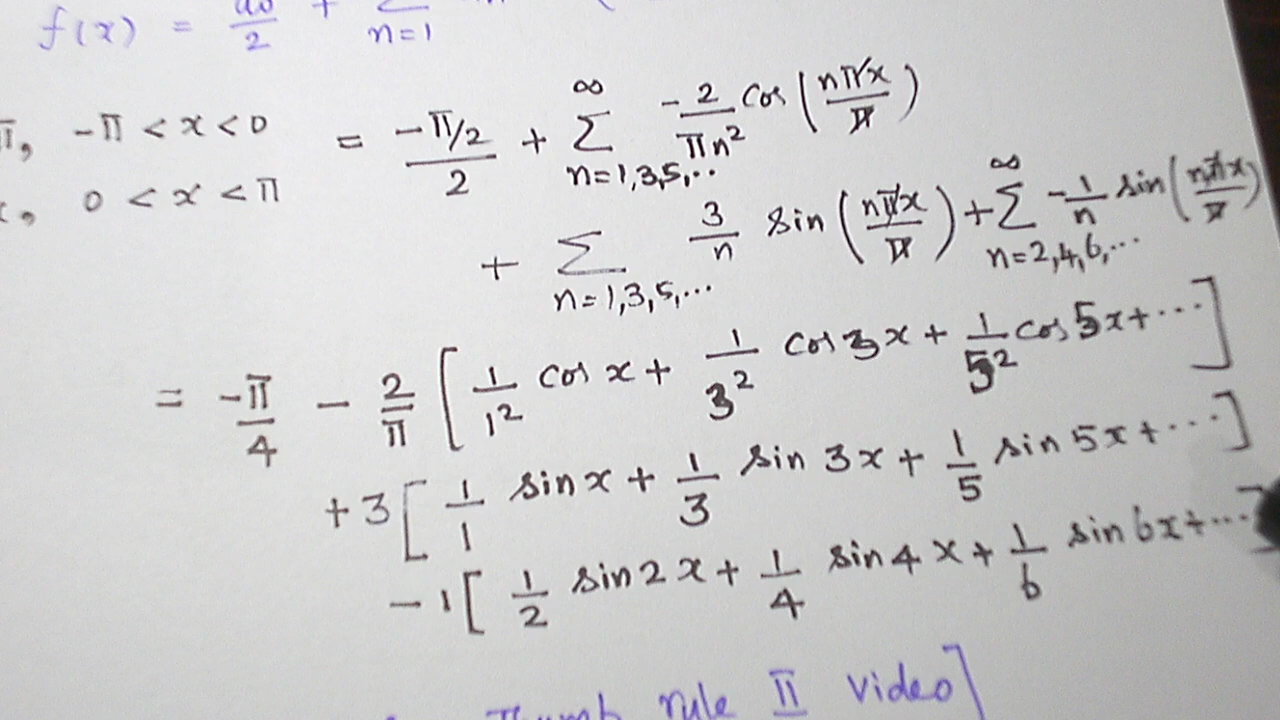 f(x) = a0/2 + Σ n=1
π, -π < x < 0 = (-π/2)/2 + Σ n=1,3,5,.. ∞ -2/πn² cos(nπx/π)
x, 0 < x < π + Σ n=1,3,5,... 3/n sin(nπx/π) + Σ n=2,4,6,... ∞ -1/n sin(nπx/π)
= -π/4 - 2/π [1/1² cos x + 1/3² cos 3x + 1/5² cos 5x + ...]
+3[1/1 sin x + 1/3 sin 3x + 1/5 sin 5x + ...]
-1[1/2 sin 2x + 1/4 sin 4x + 1/6 sin 6x + ...]
Thumb rule II video]